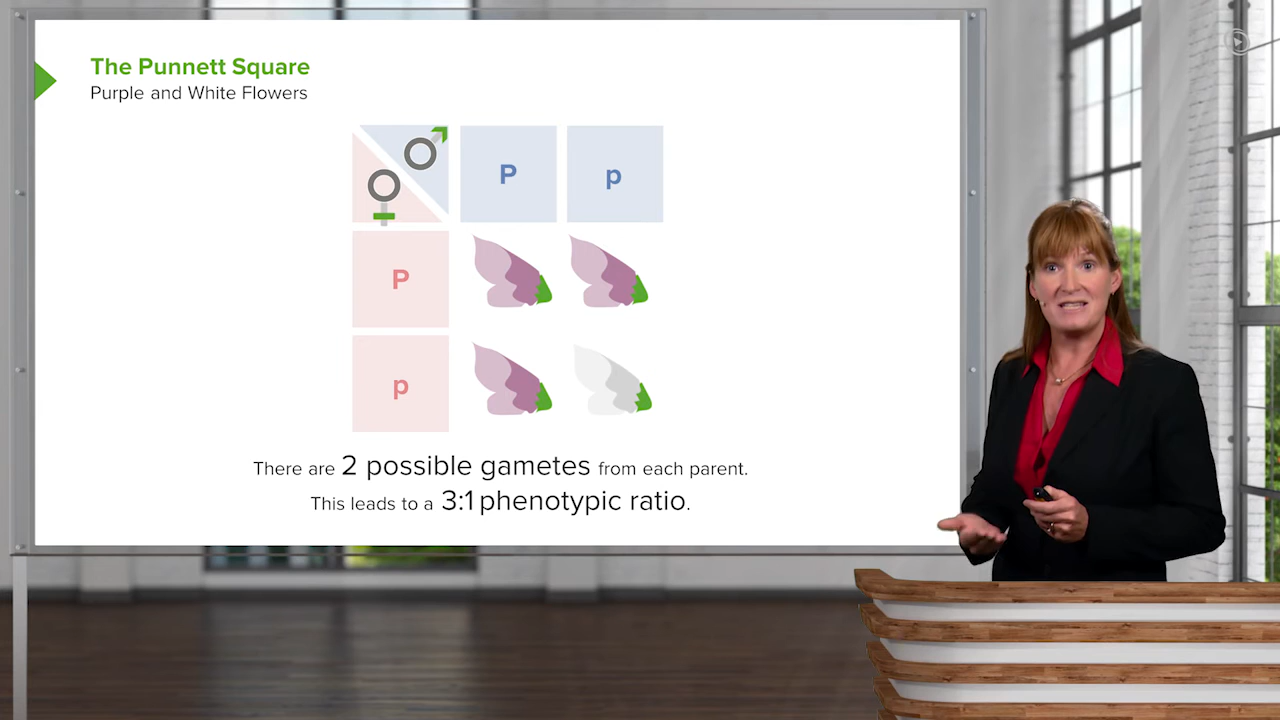 The Punnett Square
Purple and White Flowers
P
p
P
p
There are 2 possible gametes from each parent.
This leads to a 3:1 phenotypic ratio.